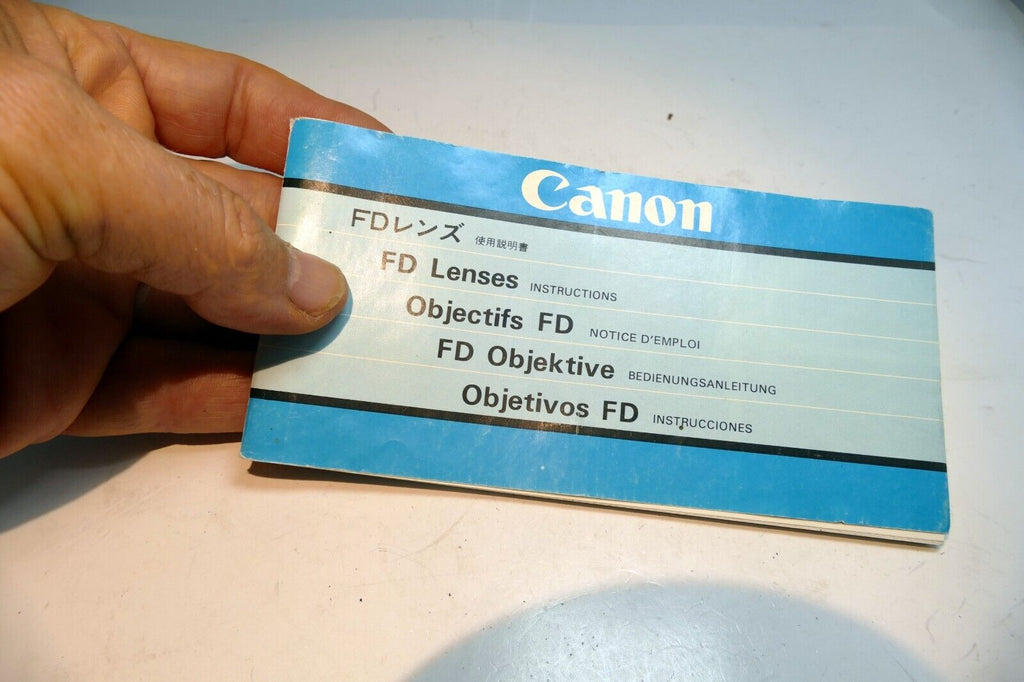 Canon
FDレンズ 使用説明書
FD Lenses INSTRUCTIONS
Objectifs FD NOTICE D'EMPLOI
FD Objektive BEDIENUNGSANLEITUNG
Objetivos FD INSTRUCCIONES